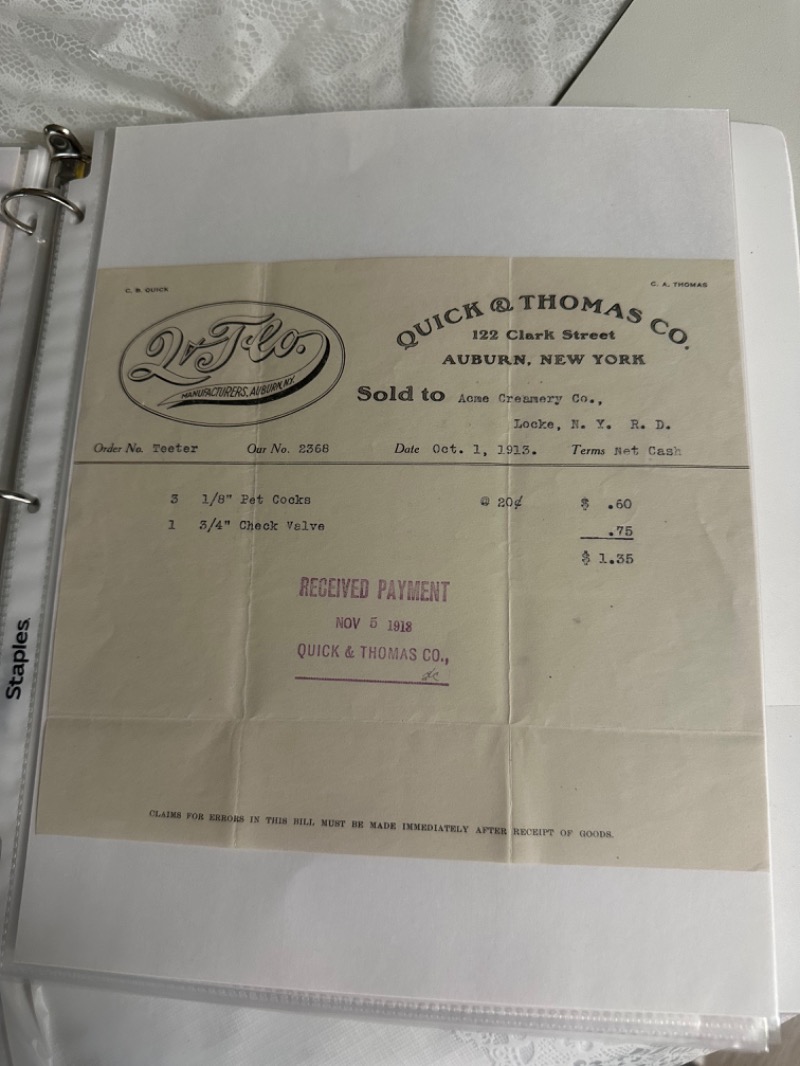 C. B. QUICK
C. A. THOMAS
Q & T. Co.
MANUFACTURERS, AUBURN, N.Y.
QUICK & THOMAS CO.
122 Clark Street
AUBURN, NEW YORK
Sold to Acme Creamery Co.,
Locke, N. Y. R. D.
Order No. Teeter Our No. 2368 Date Oct. 1, 1913. Terms Net Cash
3 1/8" Pet Cocks @ 20¢ $ .60
1 3/4" Check Valve .75
$ 1.35
RECEIVED PAYMENT
NOV 5 1913
QUICK & THOMAS CO.,
CLAIMS FOR ERRORS IN THIS BILL MUST BE MADE IMMEDIATELY AFTER RECEIPT OF GOODS.
Staples